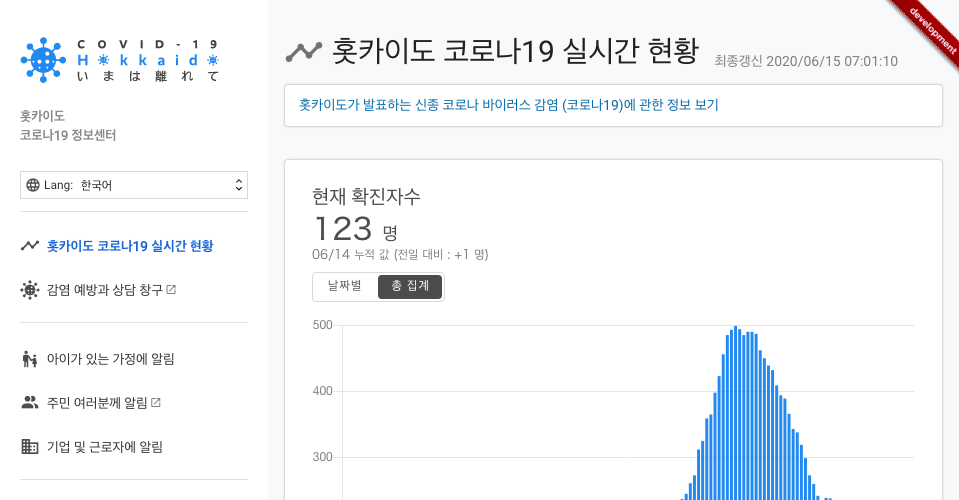 COVID-19
Hokkaido
いまは離れて
홋카이도
코로나19 정보센터
Lang: 한국어
홋카이도 코로나19 실시간 현황
감염 예방과 상담 창구
아이가 있는 가정에 알림
주민 여러분께 알림
기업 및 근로자에 알림
development
홋카이도 코로나19 실시간 현황
최종갱신 2020/06/15 07:01:10
홋카이도가 발표하는 신종 코로나 바이러스 감염 (코로나19)에 관한 정보 보기
현재 확진자수
123 명
06/14 누적 값 (전일 대비 : +1 명)
날짜별 총 집계
500
400
300